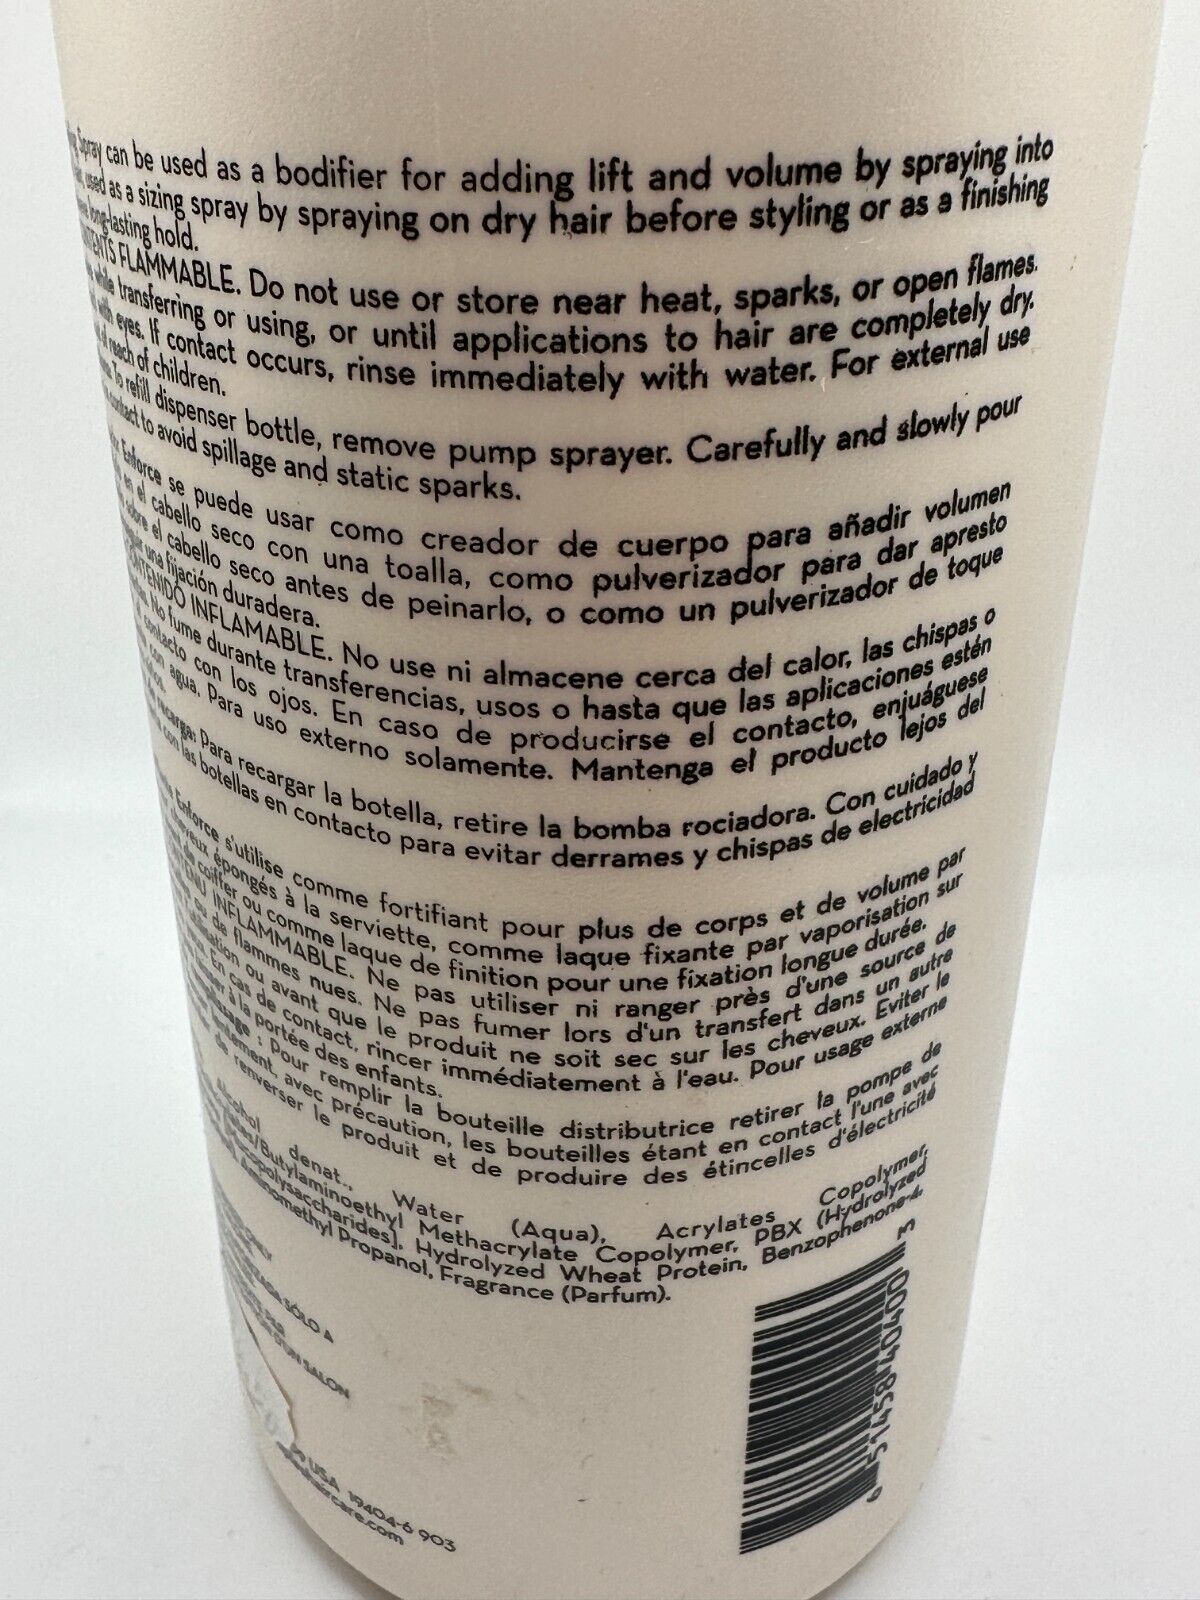 Spray can be used as a bodifier for adding lift and volume by spraying into
used as a sizing spray by spraying on dry hair before styling or as a finishing
long-lasting hold.
FLAMMABLE. Do not use or store near heat, sparks, or open flames.
while transferring or using, or until applications to hair are completely dry.
with eyes. If contact occurs, rinse immediately with water. For external use
of reach of children.
To refill dispenser bottle, remove pump sprayer. Carefully and slowly pour
contact to avoid spillage and static sparks.
Enforce se puede usar como creador de cuerpo para añadir volumen
en el cabello seco con una toalla, como pulverizador para dar apresto
sobre el cabello seco antes de peinarlo, o como un pulverizador de toque
una fijación duradera.
CONTENIDO INFLAMABLE. No use ni almacene cerca del calor, las chispas o
No fume durante transferencias, usos o hasta que las aplicaciones estén
contacto con los ojos. En caso de producirse el contacto, enjuáguese
con agua. Para uso externo solamente. Mantenga el producto lejos del
recarga: Para recargar la botella, retire la bomba rociadora. Con cuidado y
con las botellas en contacto para evitar derrames y chispas de electricidad
Enforce s'utilise comme fortifiant pour plus de corps et de volume par
cheveux épongés à la serviette, comme laque fixante par vaporisation sur
de coiffer ou comme laque de finition pour une fixation longue durée.
INFLAMMABLE. Ne pas utiliser ni ranger près d'une source de
ou de flammes nues. Ne pas fumer lors d'un transfert dans un autre
ou avant que le produit ne soit sec sur les cheveux. Eviter le
En cas de contact, rincer immédiatement à l'eau. Pour usage externe
à la portée des enfants.
: Pour remplir la bouteille distributrice retirer la pompe de
avec précaution, les bouteilles étant en contact l'une avec
de renverser le produit et de produire des étincelles d'électricité
Alcohol denat., Water (Aqua), Acrylates Copolymer,
Methacrylate Copolymer, PBX (Hydrolyzed
Hydrolyzed Wheat Protein, Benzophenone-4,
Aminomethyl Propanol, Fragrance (Parfum).
SÓLO A
D'UN SALON
USA 19404-6 903
6 51458 40400 3